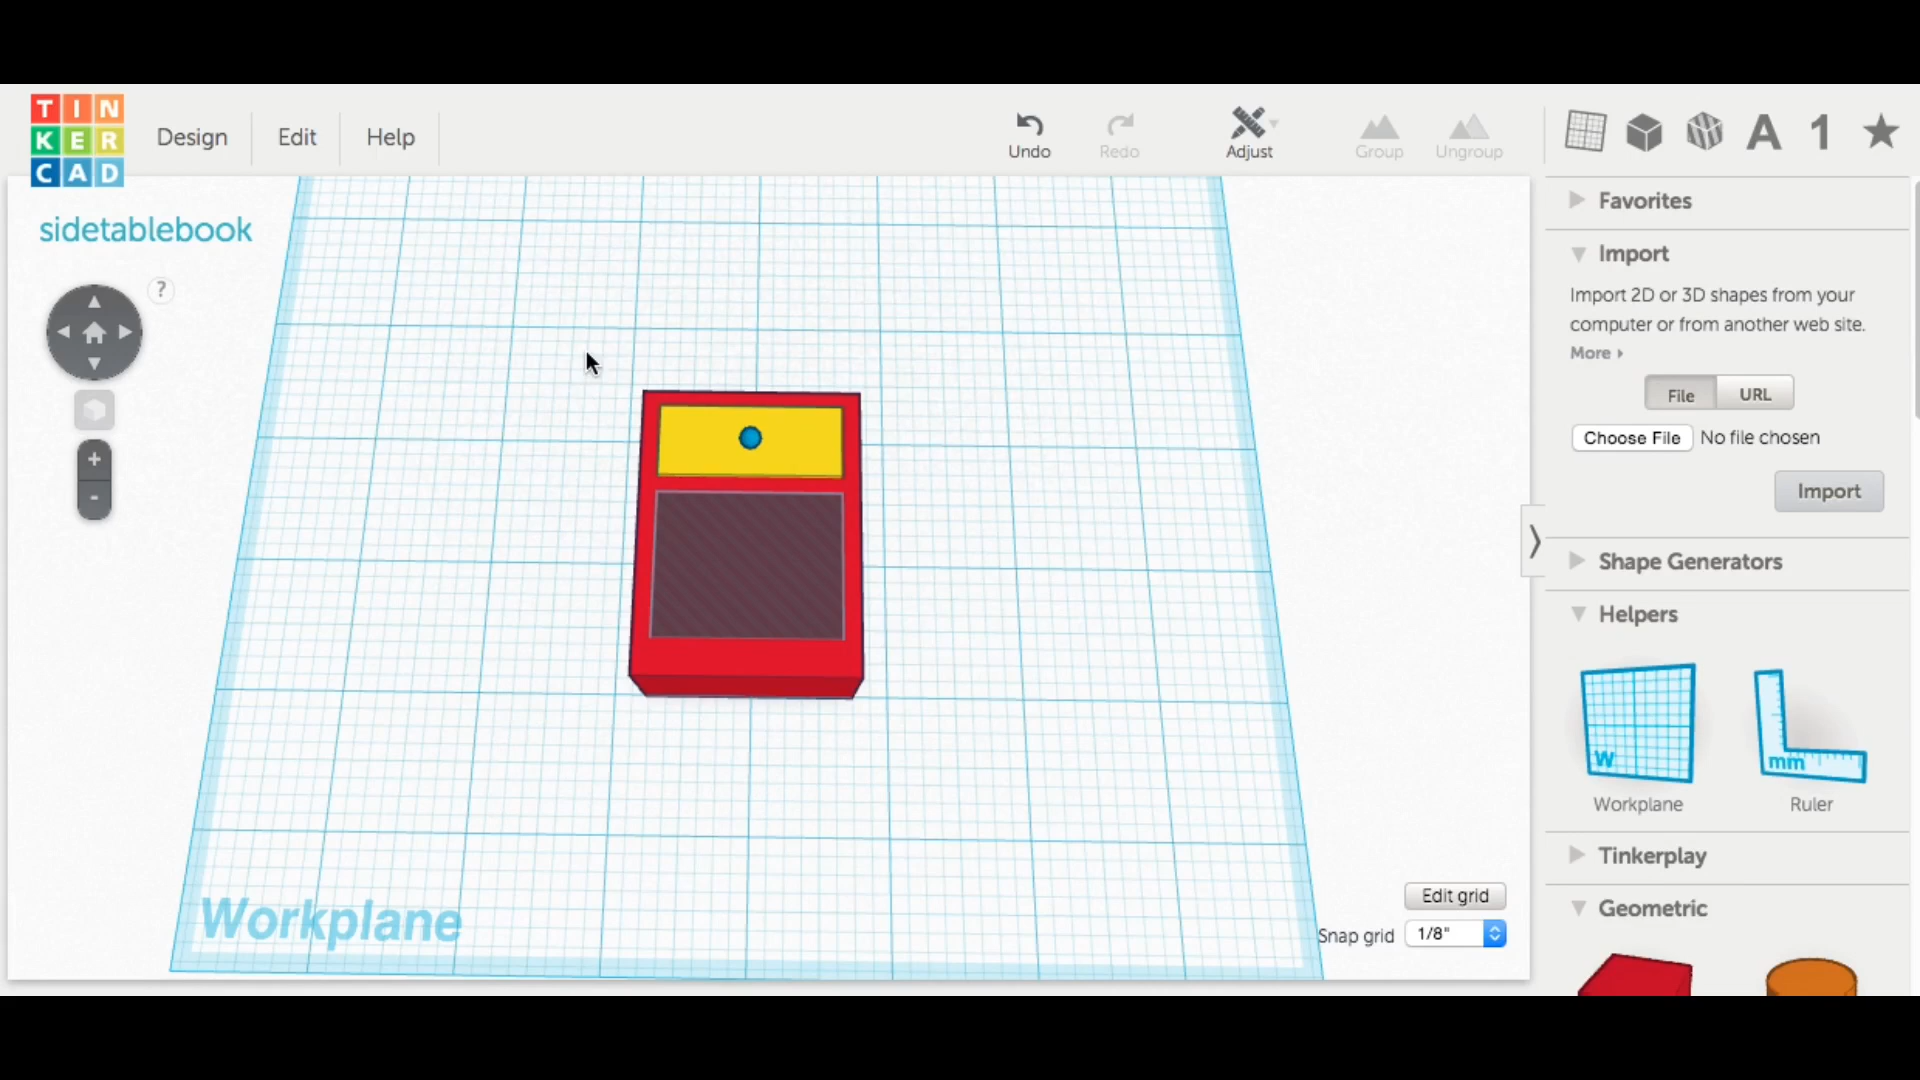 TIN
KER
CAD
Design
Edit
Help
Undo
Redo
Adjust
Group
Ungroup
A
1
sidetablebook
?
+
-
Workplane
Edit grid
Snap grid
1/8"
Favorites
Import
Import 2D or 3D shapes from your
computer or from another web site.
More
File
URL
Choose File
No file chosen
Import
Shape Generators
Helpers
W
mm
Workplane
Ruler
Tinkerplay
Geometric